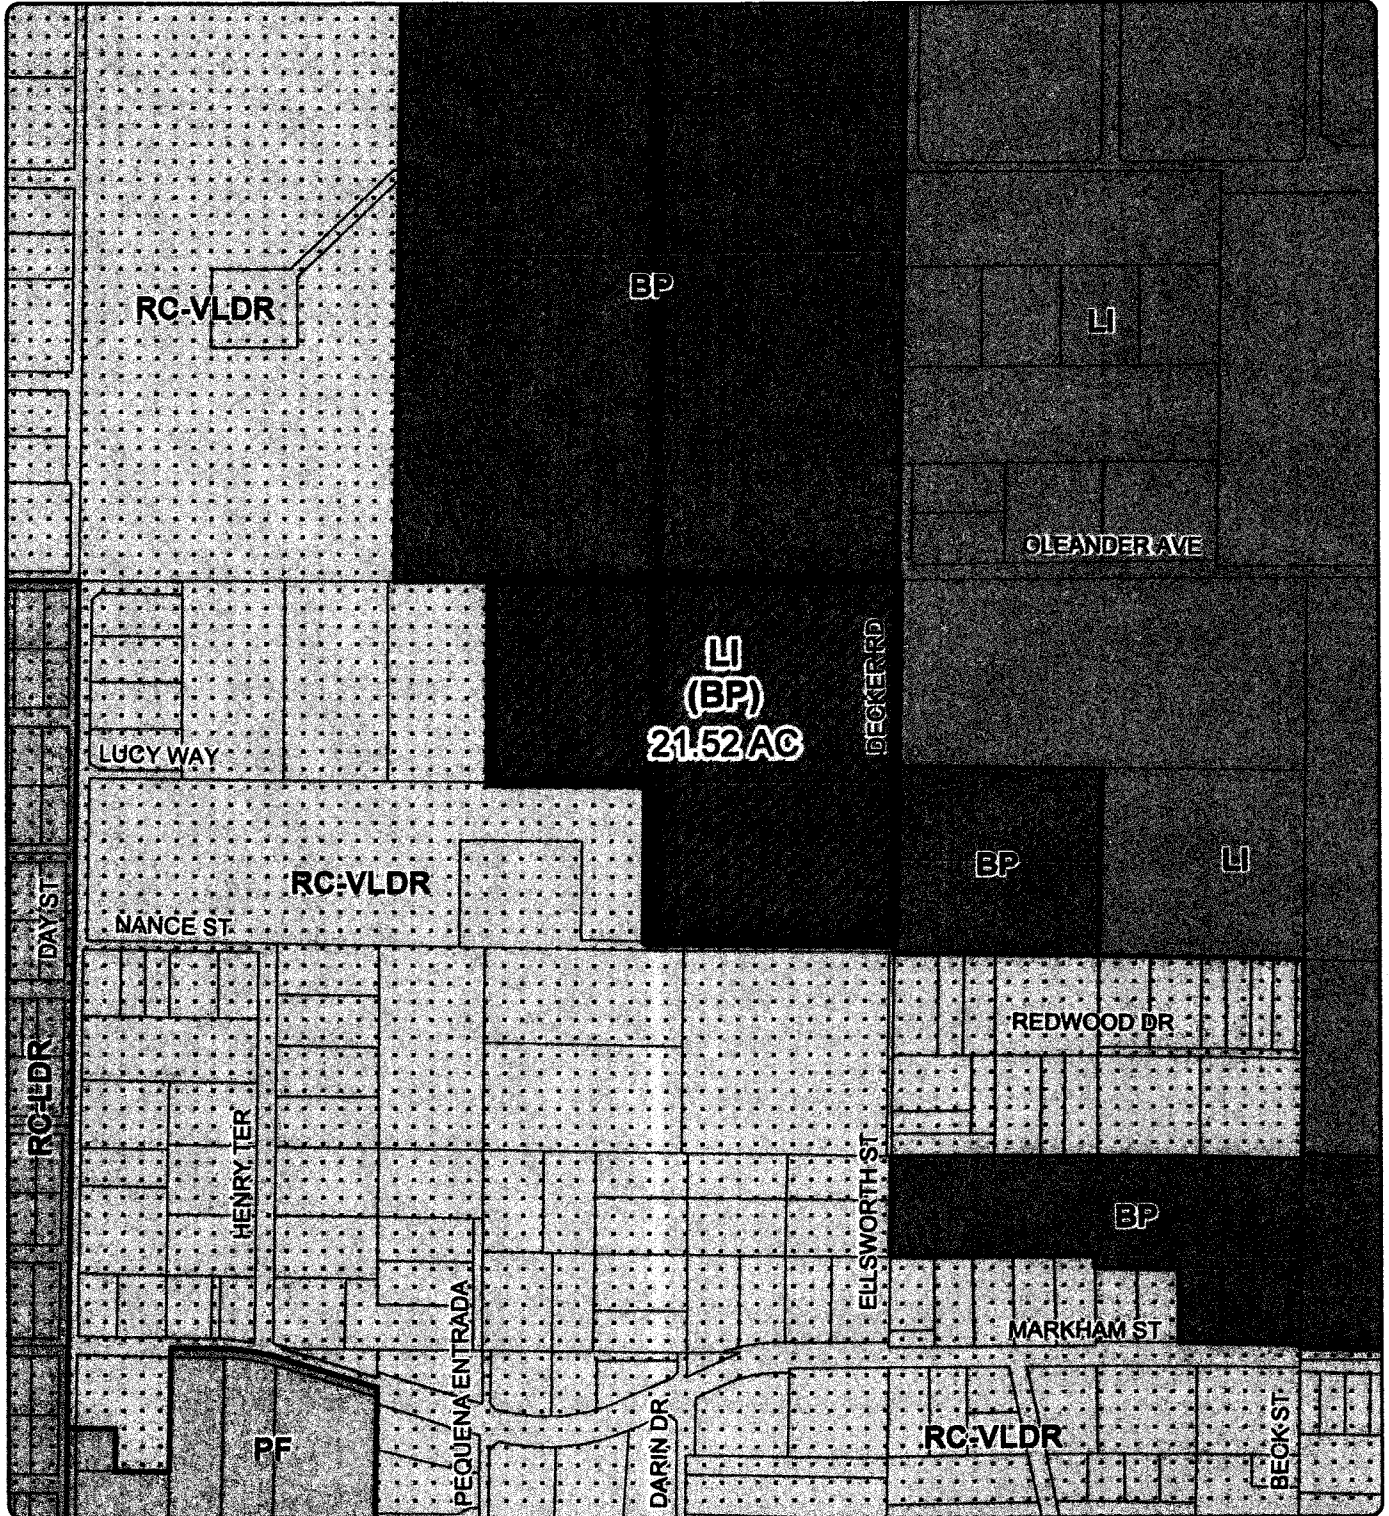 BP
RC-VLDR
LI
OLEANDER AVE
LI
(BP)
21.52 AC
DECKER RD
LUCY WAY
BP
LI
RC-VLDR
DAY ST
NANCE ST
REDWOOD DR
RC-LDR
HENRY TER
ELLSWORTH ST
BP
PEQUENA ENTRADA
MARKHAM ST
DARIN DR
RC-VLDR
BECK ST
PF